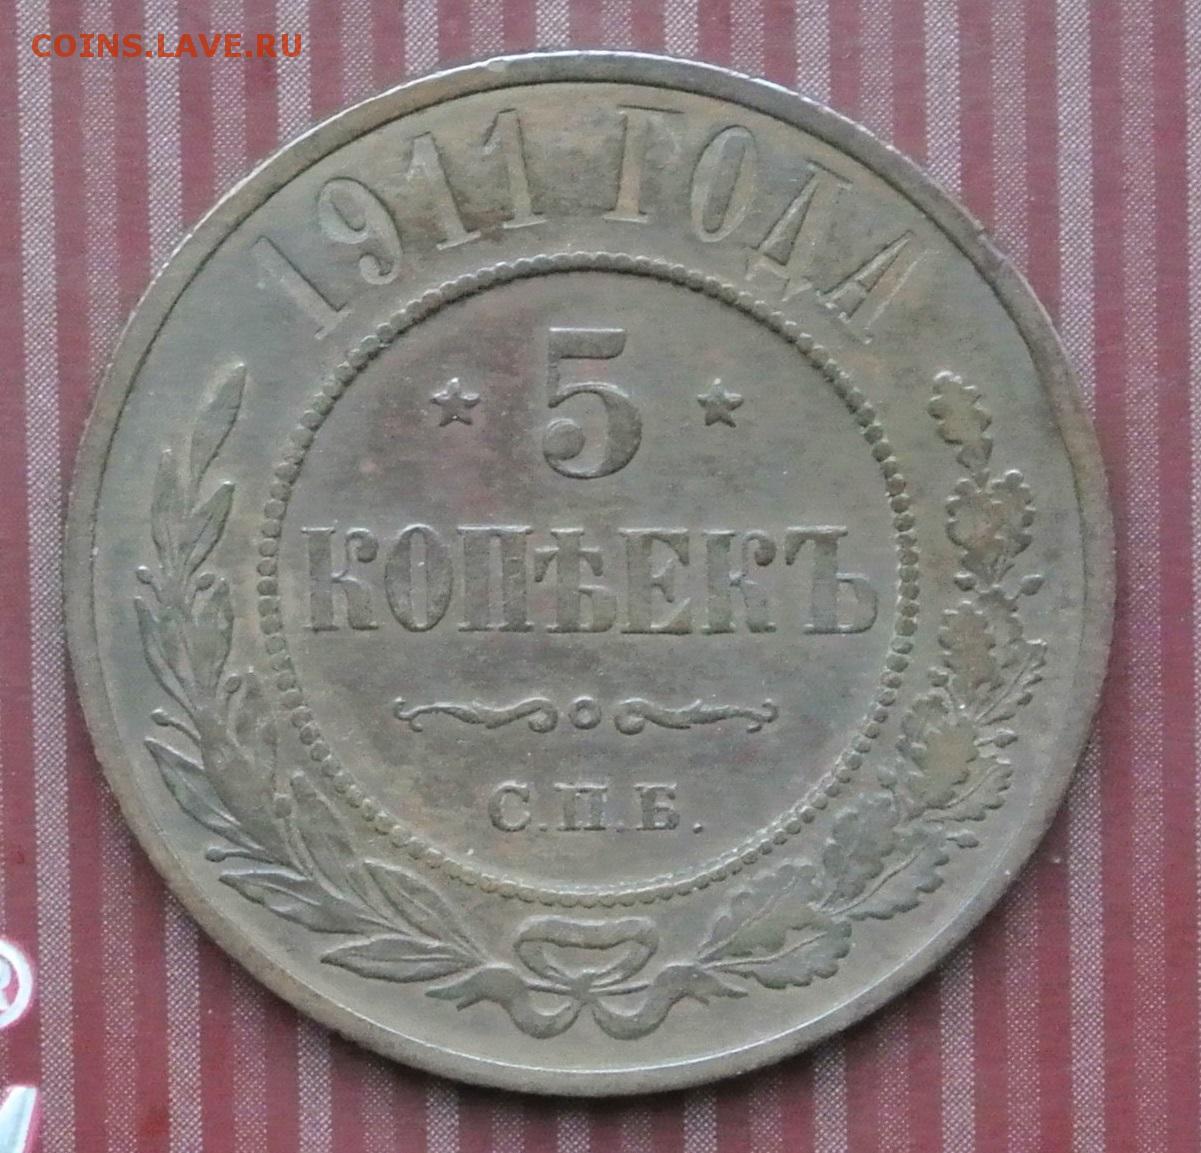 COINS.LAVE.RU
1911 ГОДА
* 5 *
КОПѢЕКЪ
С.П.Б.
®